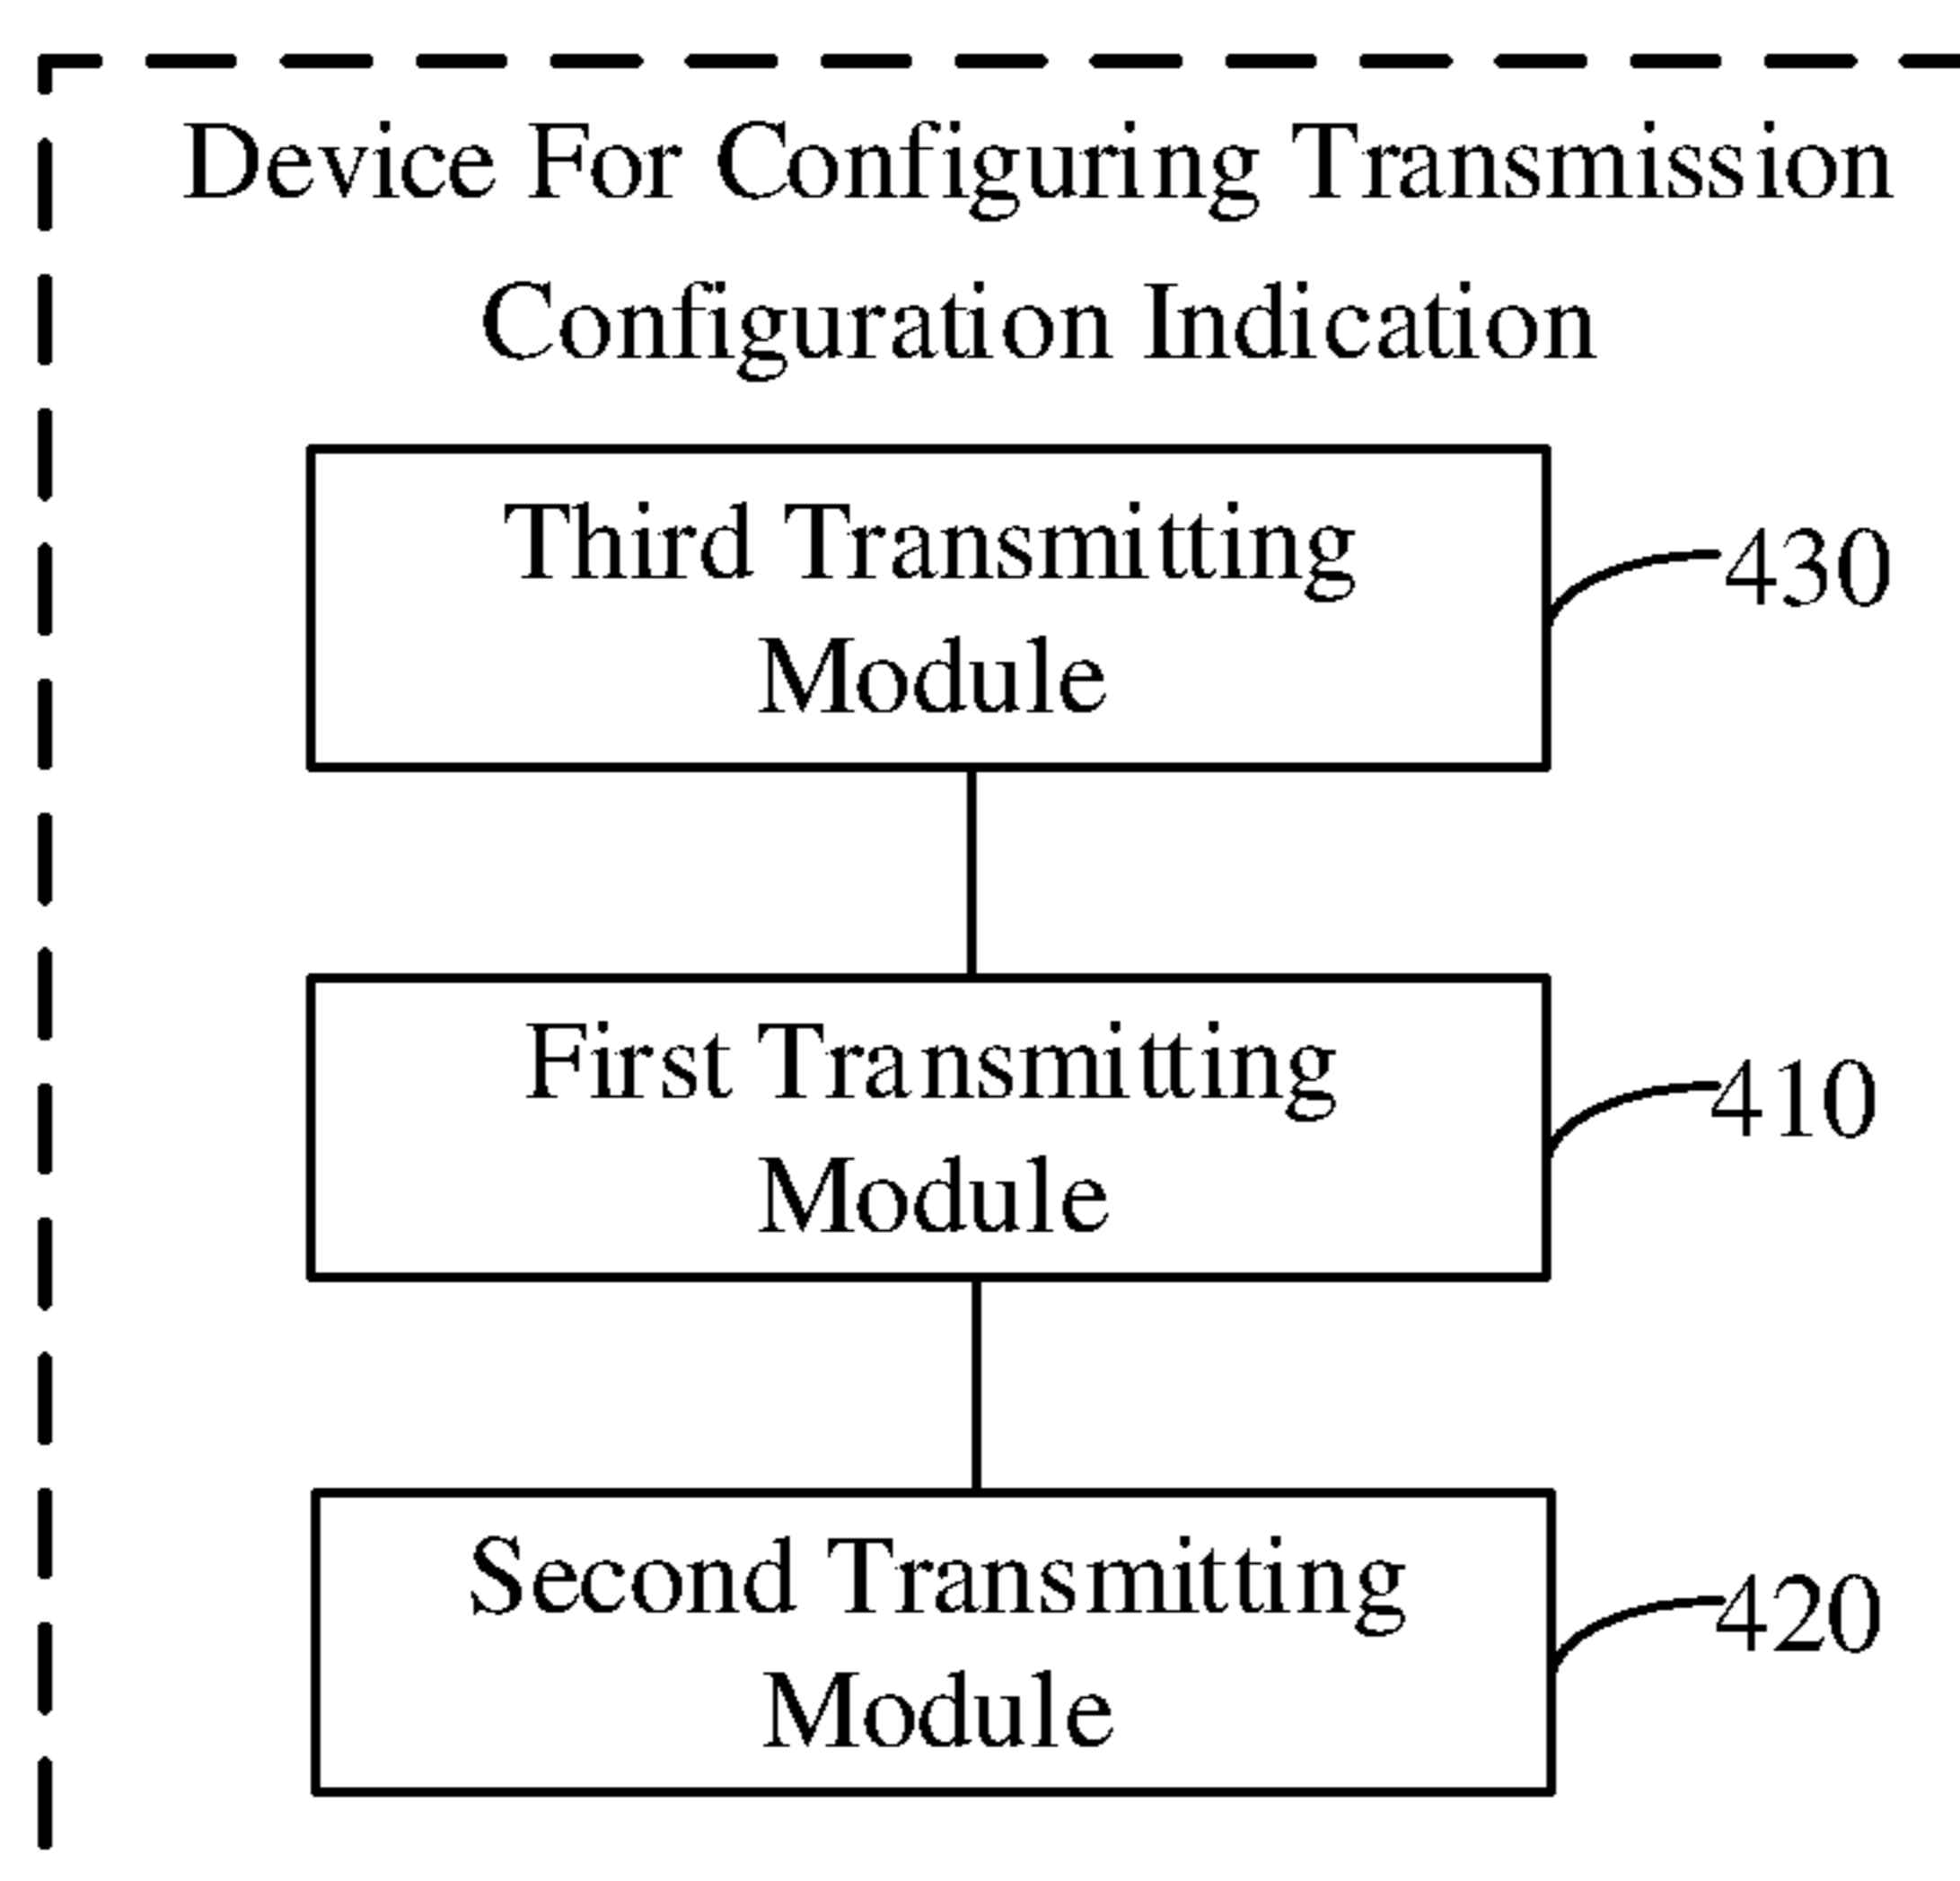 Device For Configuring Transmission
Configuration Indication
Third Transmitting
Module
430
First Transmitting
Module
410
Second Transmitting
Module
420